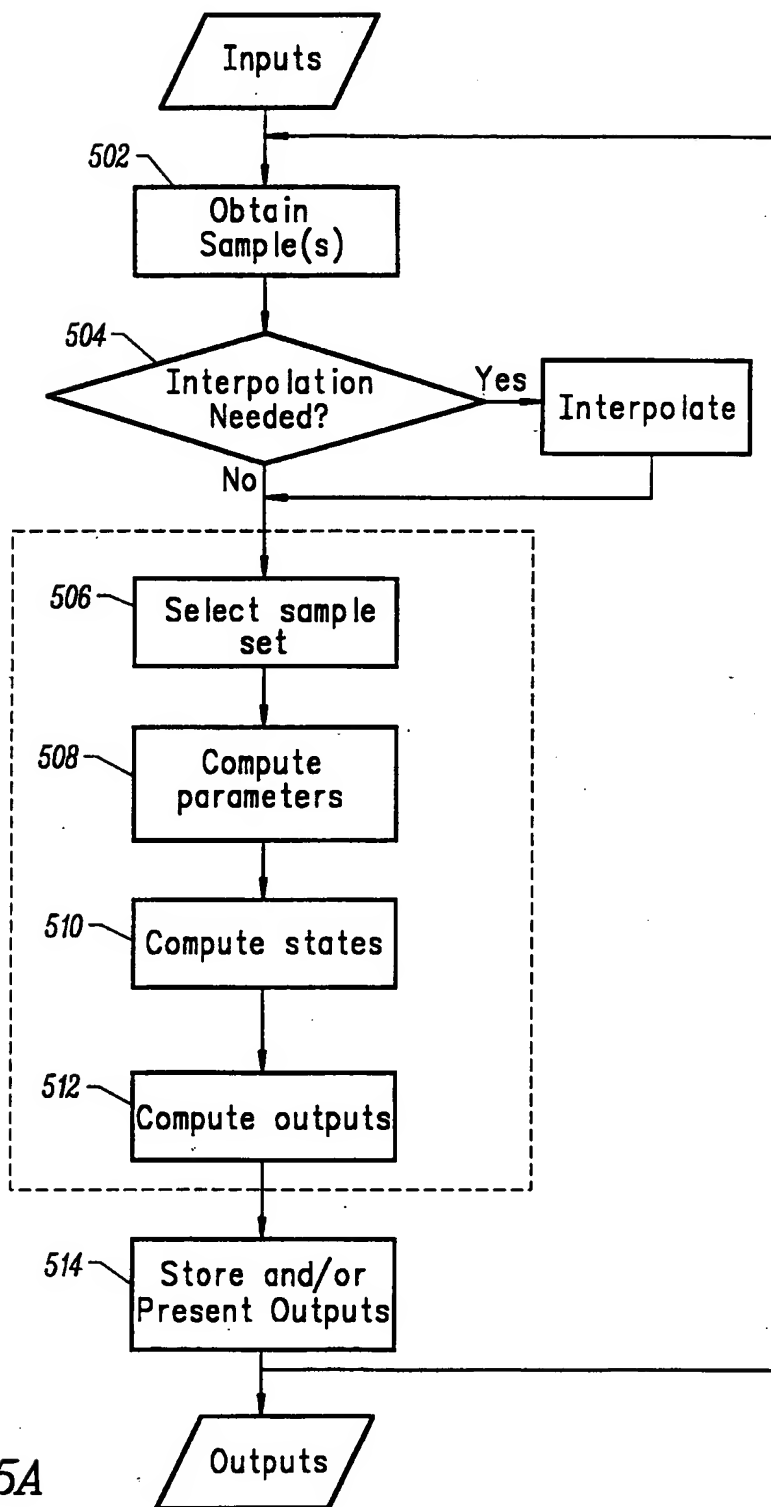 Inputs
502
Obtain
Sample(s)
504
Interpolation
Needed?
Yes
Interpolate
No
506
Select sample
set
508
Compute
parameters
510
Compute states
512
Compute outputs
514
Store and/or
Present Outputs
Outputs
5A